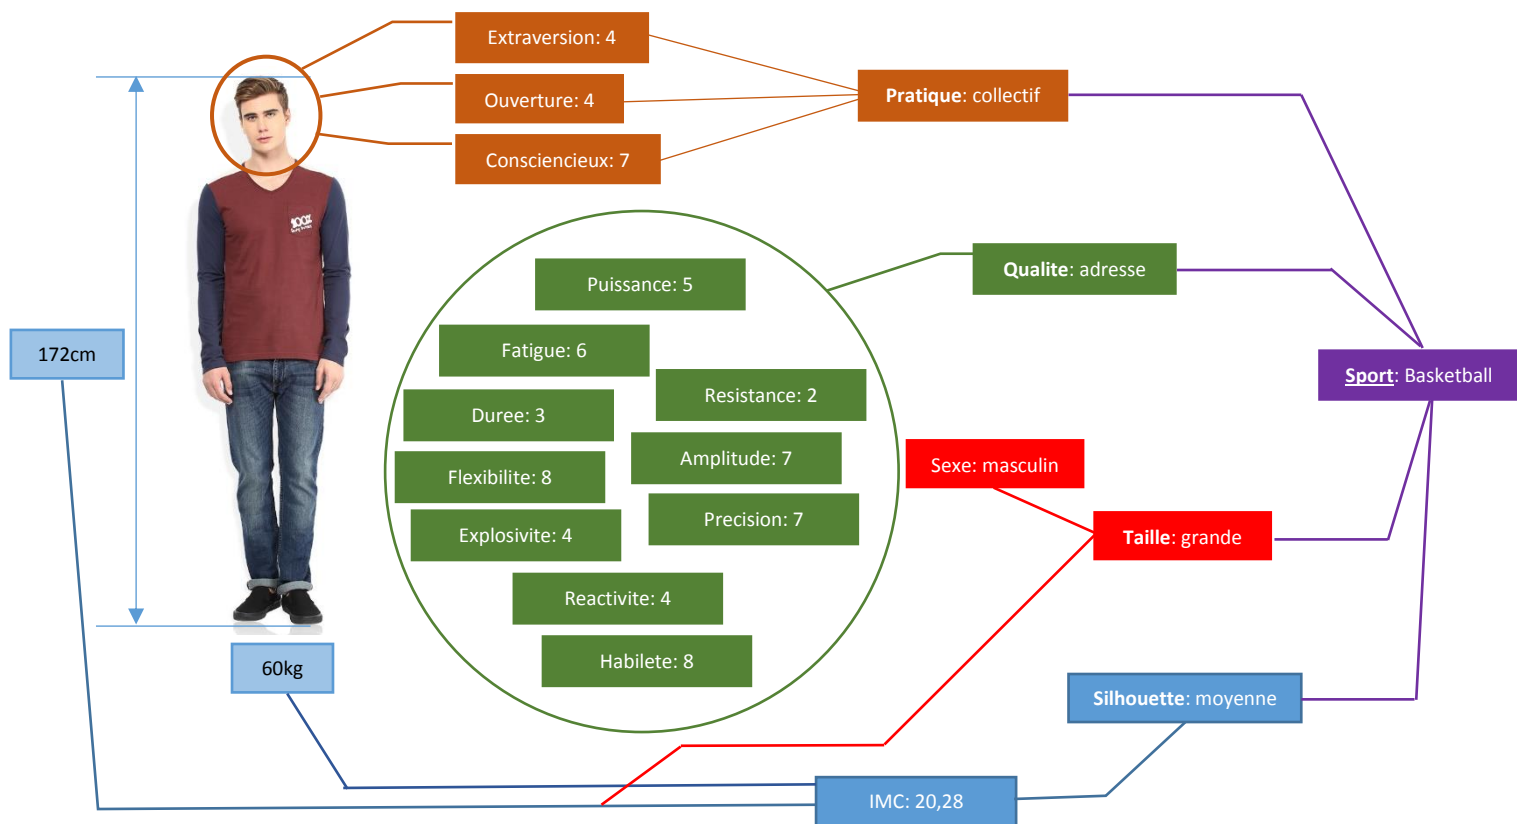 Extraversion: 4
Ouverture: 4
Consciencieux: 7
Pratique: collectif
100%
Puissance: 5
Fatigue: 6
Resistance: 2
Duree: 3
Amplitude: 7
Flexibilite: 8
Precision: 7
Explosivite: 4
Reactivite: 4
Habilete: 8
Qualite: adresse
172cm
Sport: Basketball
Sexe: masculin
Taille: grande
60kg
Silhouette: moyenne
IMC: 20,28